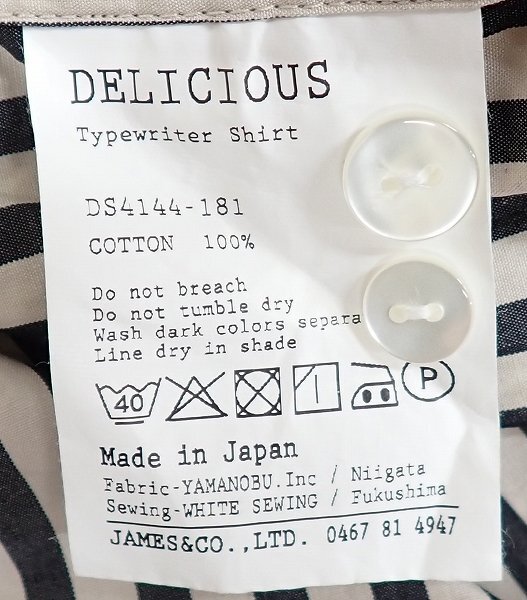 DELICIOUS
Typewriter Shirt
DS4144-181
COTTON 100%
Do not breach
Do not tumble dry
Wash dark colors separa
Line dry in shade
40 P
Made in Japan
Fabric-YAMANOBU.Inc / Niigata
Sewing-WHITE SEWING / Fukushima
JAMES&CO.,LTD. 0467 81 4947